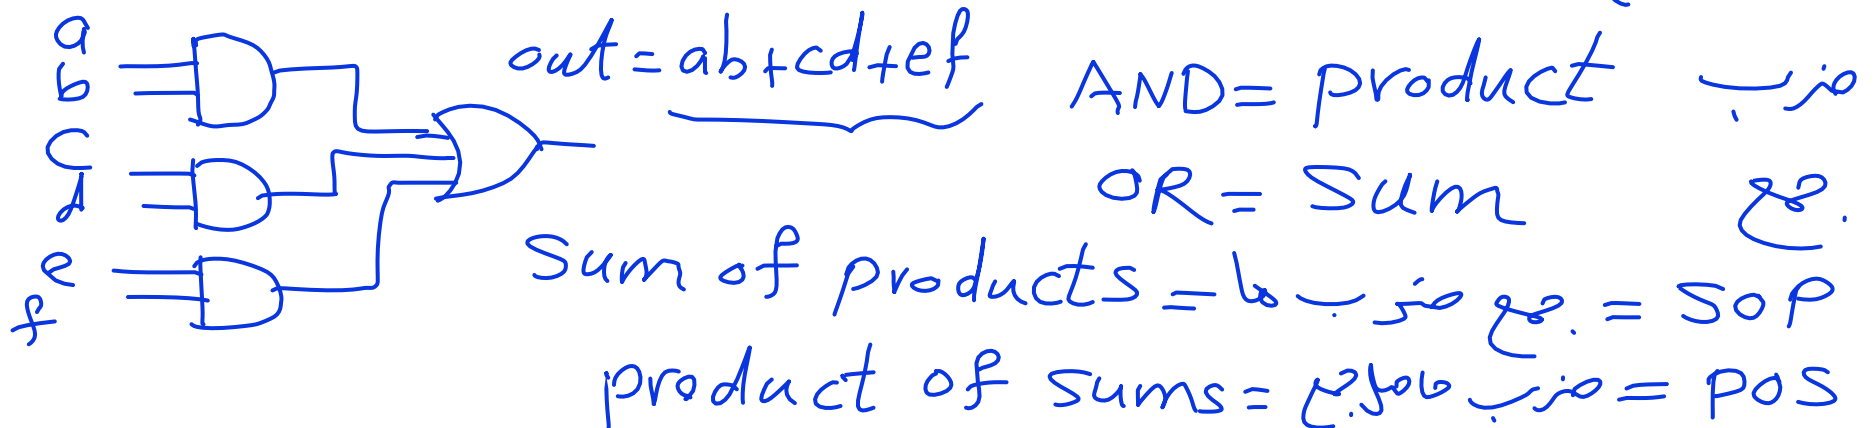 a
b
c
d
e
f
out = ab+cd+ef
AND = product ضرب
OR = sum جمع
Sum of products = جمع ضرب ها = SOP
product of sums = ضرب حاصل جمع = POS